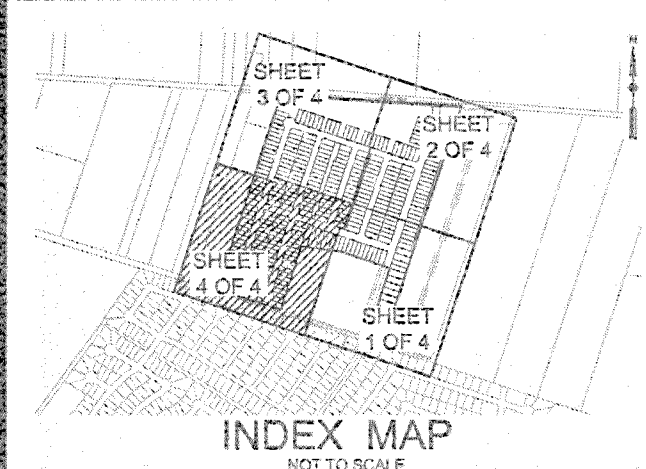 N
SHEET
3 OF 4
SHEET
2 OF 4
SHEET
4 OF 4
SHEET
1 OF 4
INDEX MAP
NOT TO SCALE